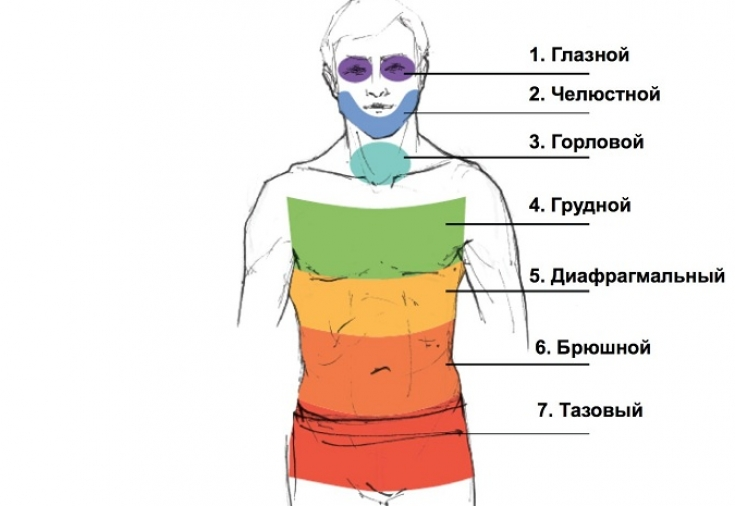 1. Глазной
2. Челюстной
3. Горловой
4. Грудной
5. Диафрагмальный
6. Брюшной
7. Тазовый